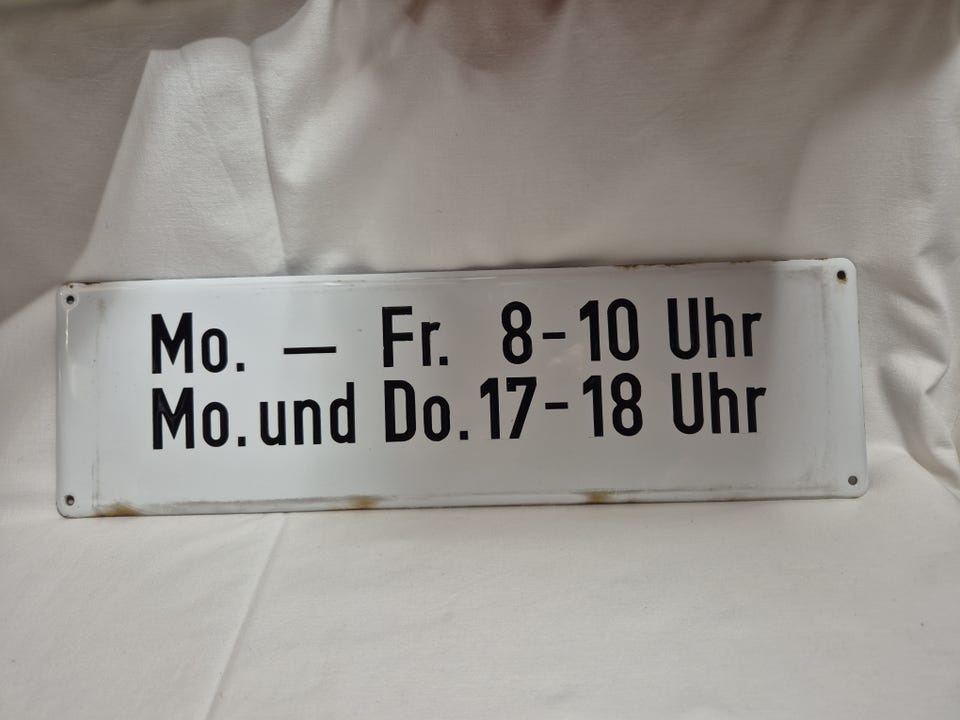 Mo. — Fr. 8-10 Uhr
Mo. und Do. 17-18 Uhr